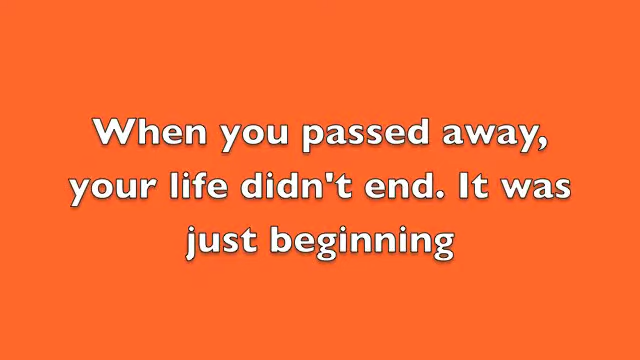 When you passed away,
your life didn't end. It was
just beginning